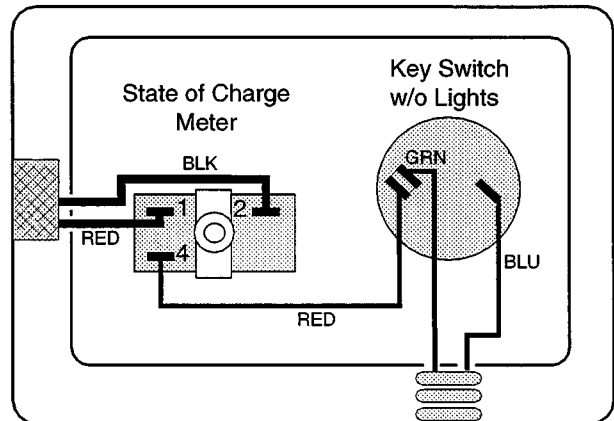 State of Charge
Meter
Key Switch
w/o Lights
BLK
GRN
1
2
RED
4
BLU
RED